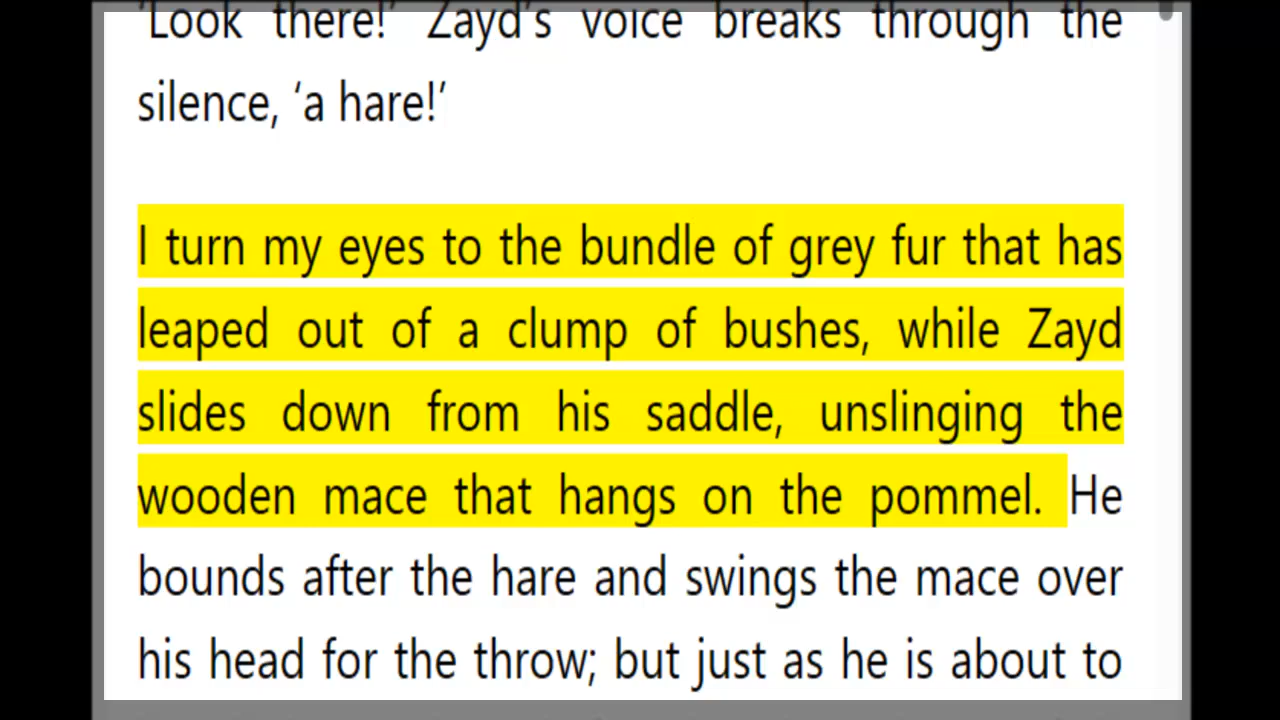 ‘Look there!’ Zayd’s voice breaks through the
silence, ‘a hare!’
I turn my eyes to the bundle of grey fur that has
leaped out of a clump of bushes, while Zayd
slides down from his saddle, unslinging the
wooden mace that hangs on the pommel. He
bounds after the hare and swings the mace over
his head for the throw; but just as he is about to